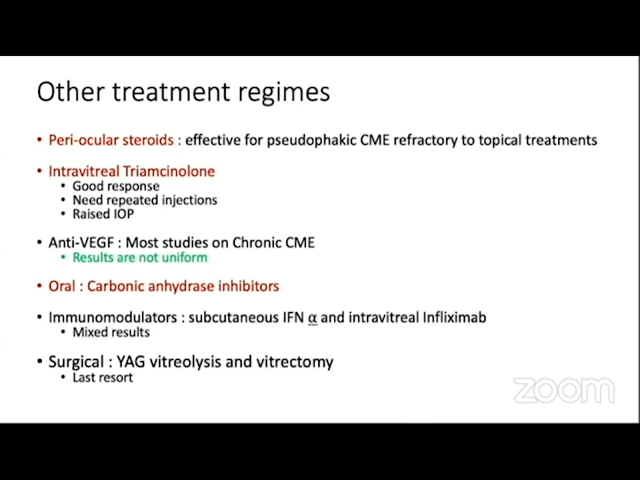 Other treatment regimes
• Peri-ocular steroids : effective for pseudophakic CME refractory to topical treatments
• Intravitreal Triamcinolone
• Good response
• Need repeated injections
• Raised IOP
• Anti-VEGF : Most studies on Chronic CME
• Results are not uniform
• Oral : Carbonic anhydrase inhibitors
• Immunomodulators : subcutaneous IFN α and intravitreal Infliximab
• Mixed results
• Surgical : YAG vitreolysis and vitrectomy
• Last resort
zoom